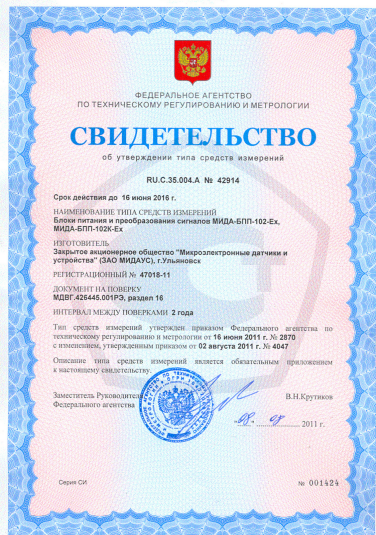 ФЕДЕРАЛЬНОЕ АГЕНТСТВО
ПО ТЕХНИЧЕСКОМУ РЕГУЛИРОВАНИЮ И МЕТРОЛОГИИ
СВИДЕТЕЛЬСТВО
об утверждении типа средств измерений
RU.C.35.004.A № 42914
Срок действия до 16 июня 2016 г.
НАИМЕНОВАНИЕ ТИПА СРЕДСТВ ИЗМЕРЕНИЙ
Блоки питания и преобразования сигналов МИДА-БПП-102-Ех,
МИДА-БПП-102К-Ех
ИЗГОТОВИТЕЛЬ
Закрытое акционерное общество "Микроэлектронные датчики и
устройства" (ЗАО МИДАУС), г.Ульяновск
РЕГИСТРАЦИОННЫЙ № 47018-11
ДОКУМЕНТ НА ПОВЕРКУ
МДВГ.426445.001РЭ, раздел 16
ИНТЕРВАЛ МЕЖДУ ПОВЕРКАМИ 2 года
Тип средств измерений утвержден приказом Федерального агентства по
техническому регулированию и метрологии от 16 июня 2011 г. № 2870
с изменением, утвержденным приказом от 02 августа 2011 г. № 4047
Описание типа средств измерений является обязательным приложением
к настоящему свидетельству.
Заместитель Руководителя
Федерального агентства
В.Н.Крутиков
"08" 08 2011 г.
Серия СИ
№ 001424